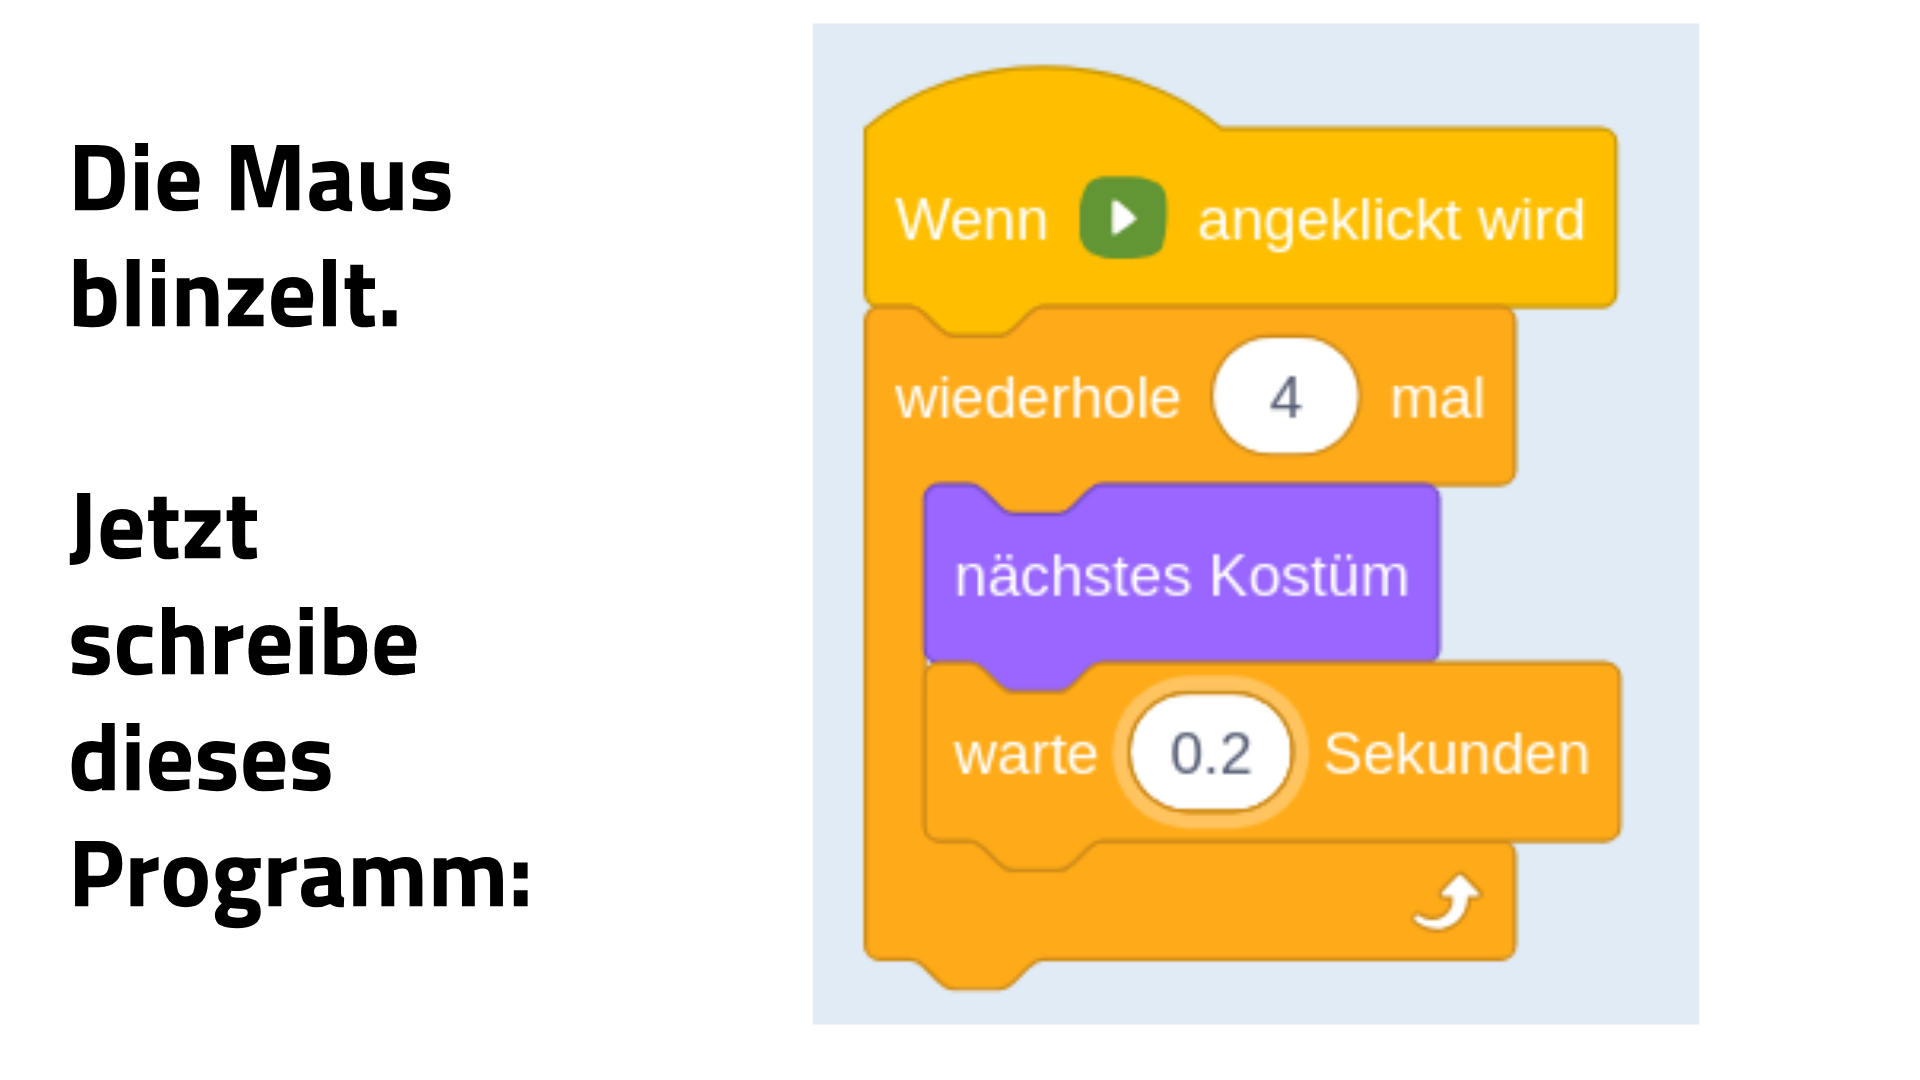 Die Maus
blinzelt.
Jetzt
schreibe
dieses
Programm:
Wenn angeklickt wird
wiederhole 4 mal
nächstes Kostüm
warte 0.2 Sekunden